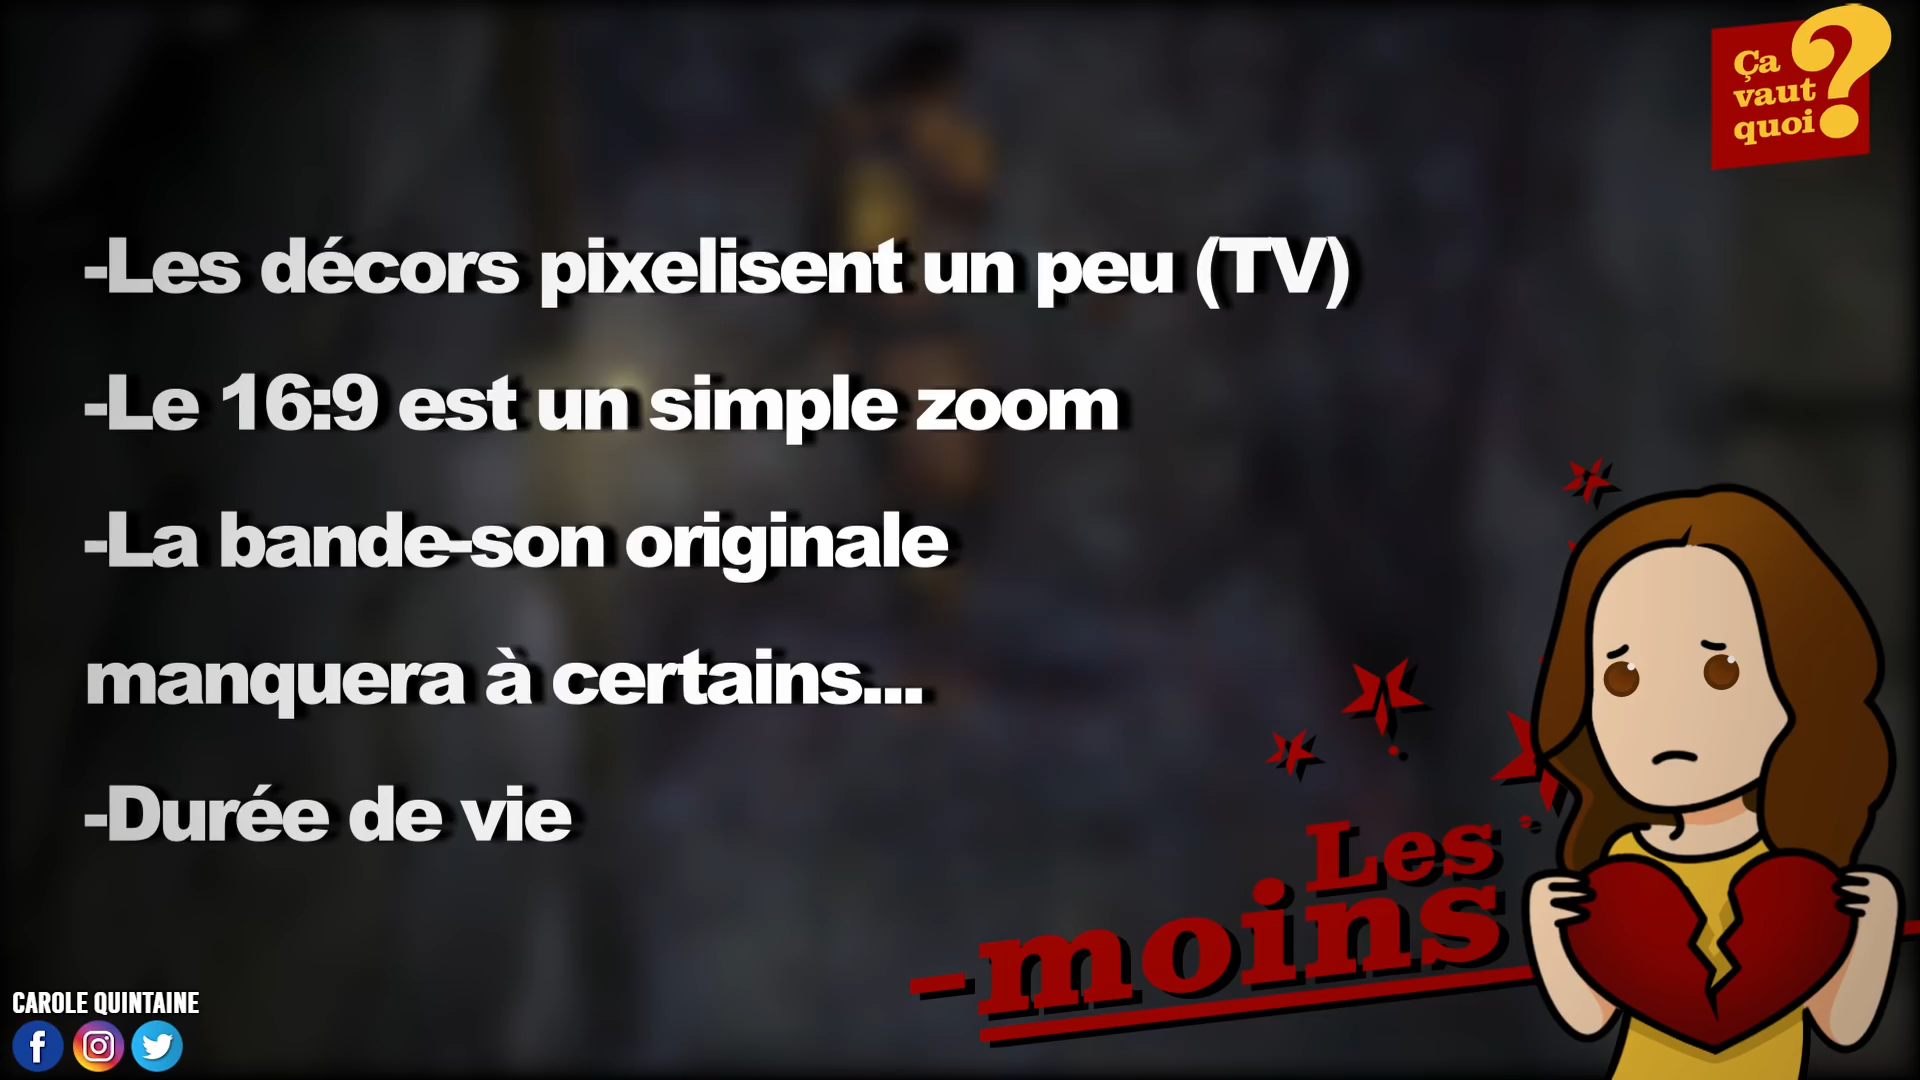 Ça
vaut
quoi ?
-Les décors pixelisent un peu (TV)
-Le 16:9 est un simple zoom
-La bande-son originale
manquera à certains...
-Durée de vie
Les
-moins
CAROLE QUINTAINE